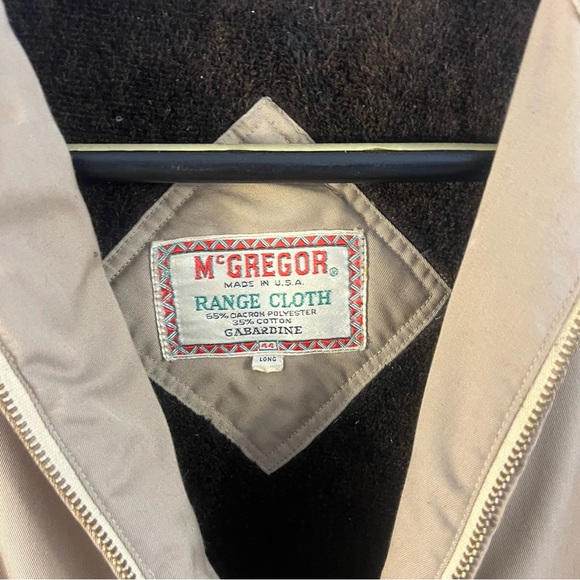 McGREGOR®
MADE IN U.S.A.
RANGE CLOTH
65% DACRON POLYESTER
35% COTTON
GABARDINE
44
LONG